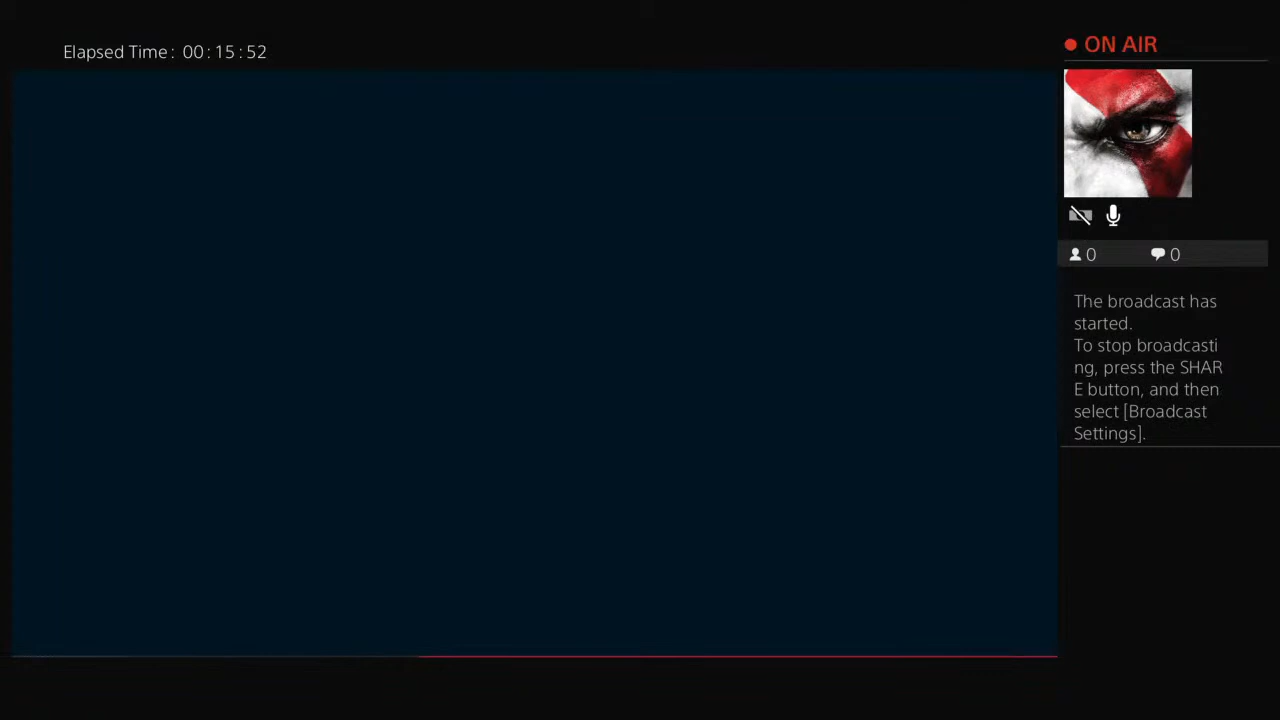 Elapsed Time: 00:15:52
ON AIR
0 0
The broadcast has
started.
To stop broadcasti
ng, press the SHAR
E button, and then
select [Broadcast
Settings].